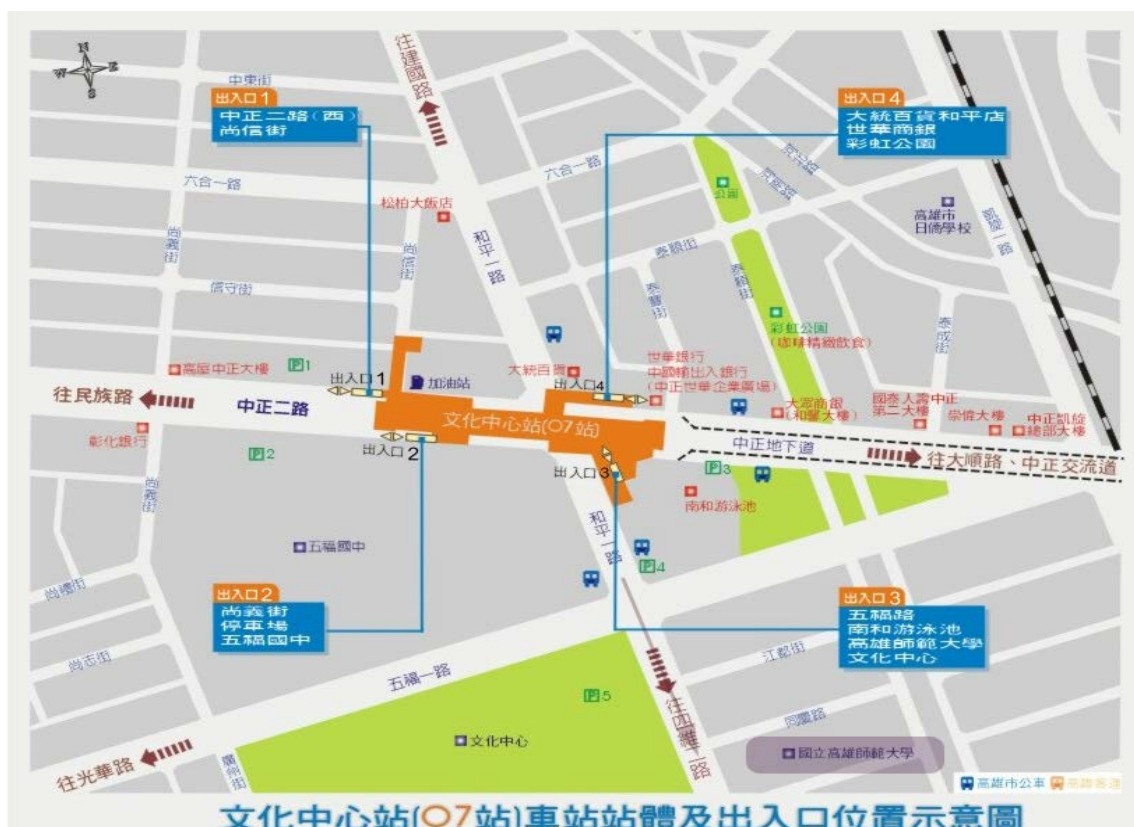 N
W
E
S
往建國路
中東街
出入口1
中正二路(西)
尚信街
出入口4
大統百貨和平店
世華商銀
彩虹公園
六合一路
六合一路
公園
松柏大飯店
高雄市
日僑學校
凱旋一路
尚義街
尚信街
和平一路
泰順街
泰順街
信守街
泰豐街
泰成街
彩虹公園
(咖啡精緻飲食)
P1
高屋中正大樓
出入口1
加油站
大統百貨
出入口4
世華銀行
中國輸出入銀行
(中正世華企業廣場)
大眾商銀
(和馨大樓)
國泰人壽中正
第二大樓
崇偉大樓
中正凱旋
總部大樓
往民族路
中正二路
文化中心站(O7站)
中正地下道
往大順路、中正交流道
彰化銀行
P2
出入口2
出入口3
P3
南和游泳池
尚義街
和平一路
五福國中
P4
尚禮街
出入口2
尚義街
停車場
五福國中
出入口3
五福路
南和游泳池
高雄師範大學
文化中心
尚志街
五福一路
江都街
P5
往四維二路
同慶路
文化中心
國立高雄師範大學
往光華路
廣州街
高雄市公車
高雄客運
文化中心站(O7站)車站站體及出入口位置示意圖